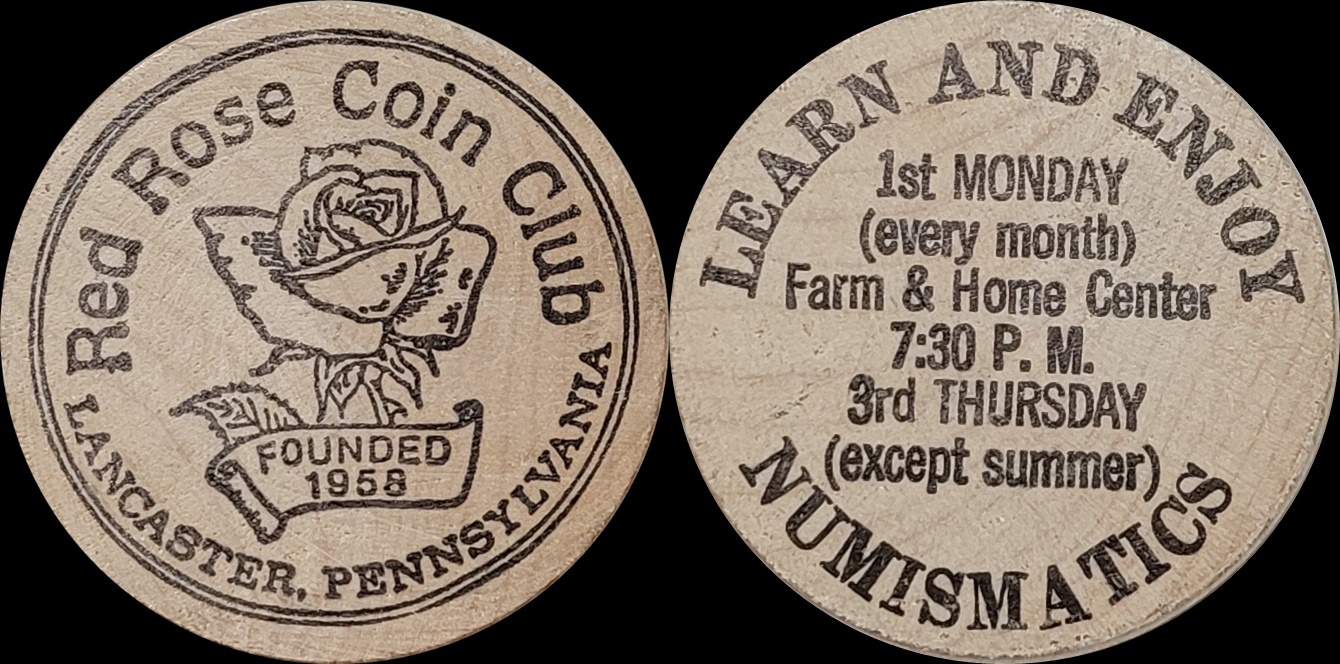 Red Rose Coin Club
FOUNDED
1958
LANCASTER, PENNSYLVANIA
LEARN AND ENJOY
1st MONDAY
(every month)
Farm & Home Center
7:30 P. M.
3rd THURSDAY
(except summer)
NUMISMATICS